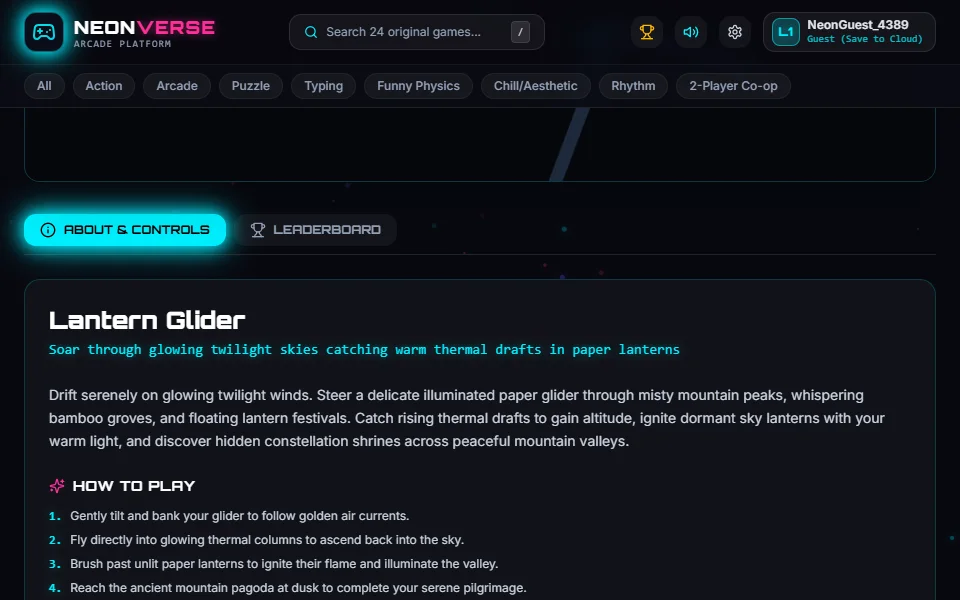 NEONVERSE
ARCADE PLATFORM
Search 24 original games...
/
L1
NeonGuest_4389
Guest (Save to Cloud)
All
Action
Arcade
Puzzle
Typing
Funny Physics
Chill/Aesthetic
Rhythm
2-Player Co-op
ABOUT & CONTROLS
LEADERBOARD
Lantern Glider
Soar through glowing twilight skies catching warm thermal drafts in paper lanterns
Drift serenely on glowing twilight winds. Steer a delicate illuminated paper glider through misty mountain peaks, whispering
bamboo groves, and floating lantern festivals. Catch rising thermal drafts to gain altitude, ignite dormant sky lanterns with your
warm light, and discover hidden constellation shrines across peaceful mountain valleys.
HOW TO PLAY
1. Gently tilt and bank your glider to follow golden air currents.
2. Fly directly into glowing thermal columns to ascend back into the sky.
3. Brush past unlit paper lanterns to ignite their flame and illuminate the valley.
4. Reach the ancient mountain pagoda at dusk to complete your serene pilgrimage.